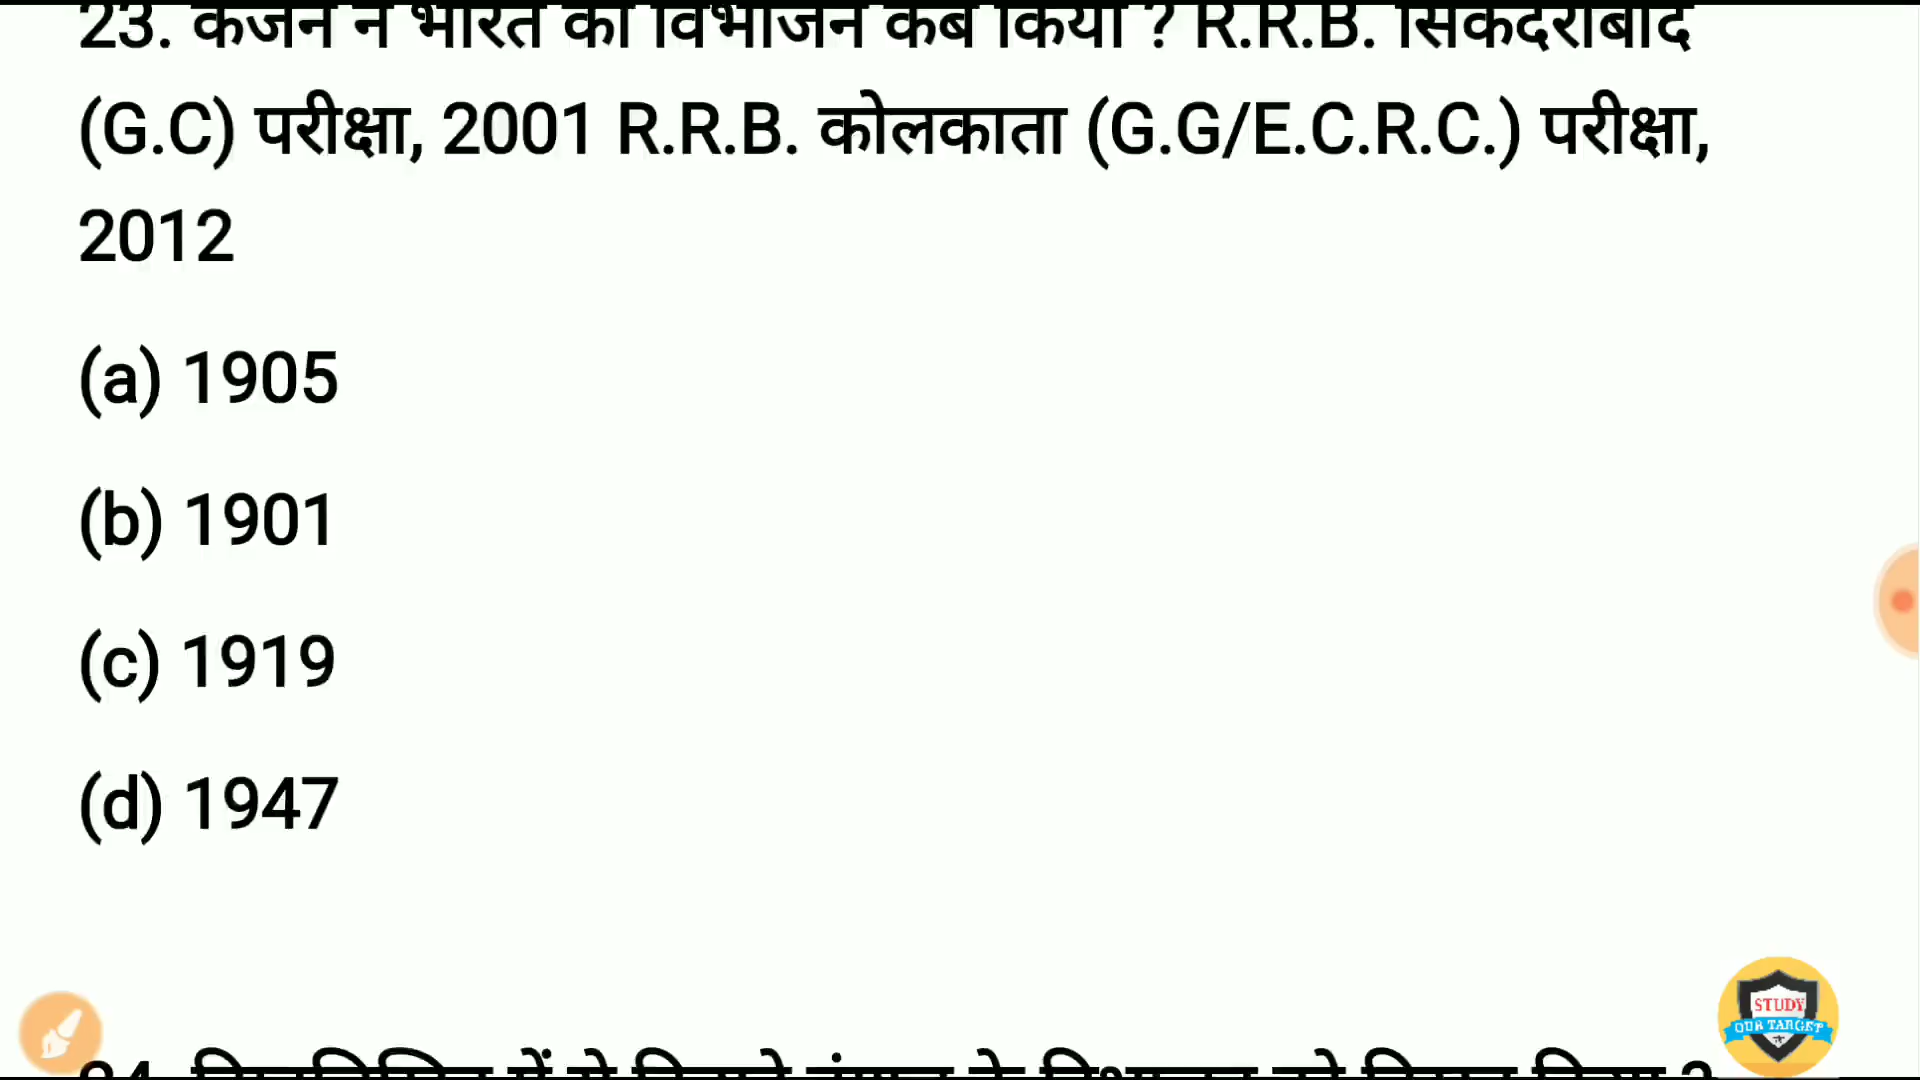 23. कर्जन ने भारत का विभाजन कब किया ? R.R.B. सिकंदराबाद
(G.C) परीक्षा, 2001 R.R.B. कोलकाता (G.G/E.C.R.C.) परीक्षा,
2012
(a) 1905
(b) 1901
(c) 1919
(d) 1947
STUDY
OUR TARGET